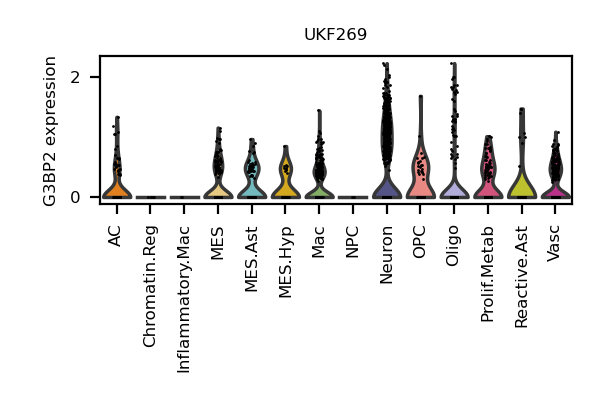 UKF269
G3BP2 expression
2
0
AC
Chromatin.Reg
Inflammatory.Mac
MES
MES.Ast
MES.Hyp
Mac
NPC
Neuron
OPC
Oligo
Prolif.Metab
Reactive.Ast
Vasc